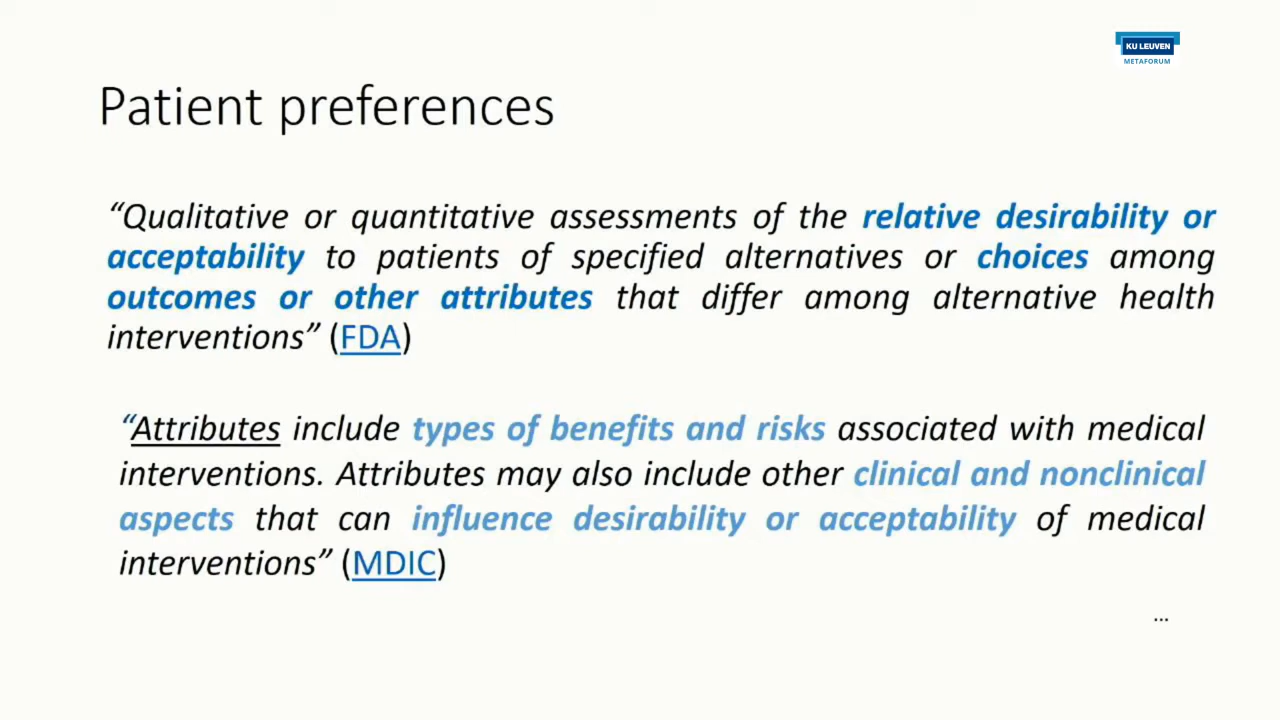 KU LEUVEN
METAFORUM
Patient preferences
“Qualitative or quantitative assessments of the relative desirability or
acceptability to patients of specified alternatives or choices among
outcomes or other attributes that differ among alternative health
interventions” (FDA)
“Attributes include types of benefits and risks associated with medical
interventions. Attributes may also include other clinical and nonclinical
aspects that can influence desirability or acceptability of medical
interventions” (MDIC)
...